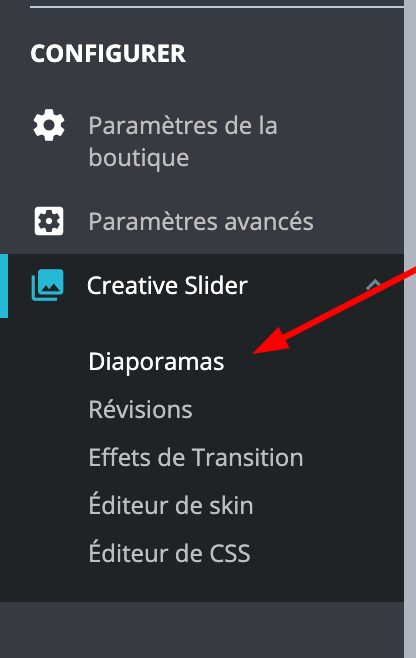 CONFIGURER
Paramètres de la
boutique
Paramètres avancés
Creative Slider
Diaporamas
Révisions
Effets de Transition
Éditeur de skin
Éditeur de CSS